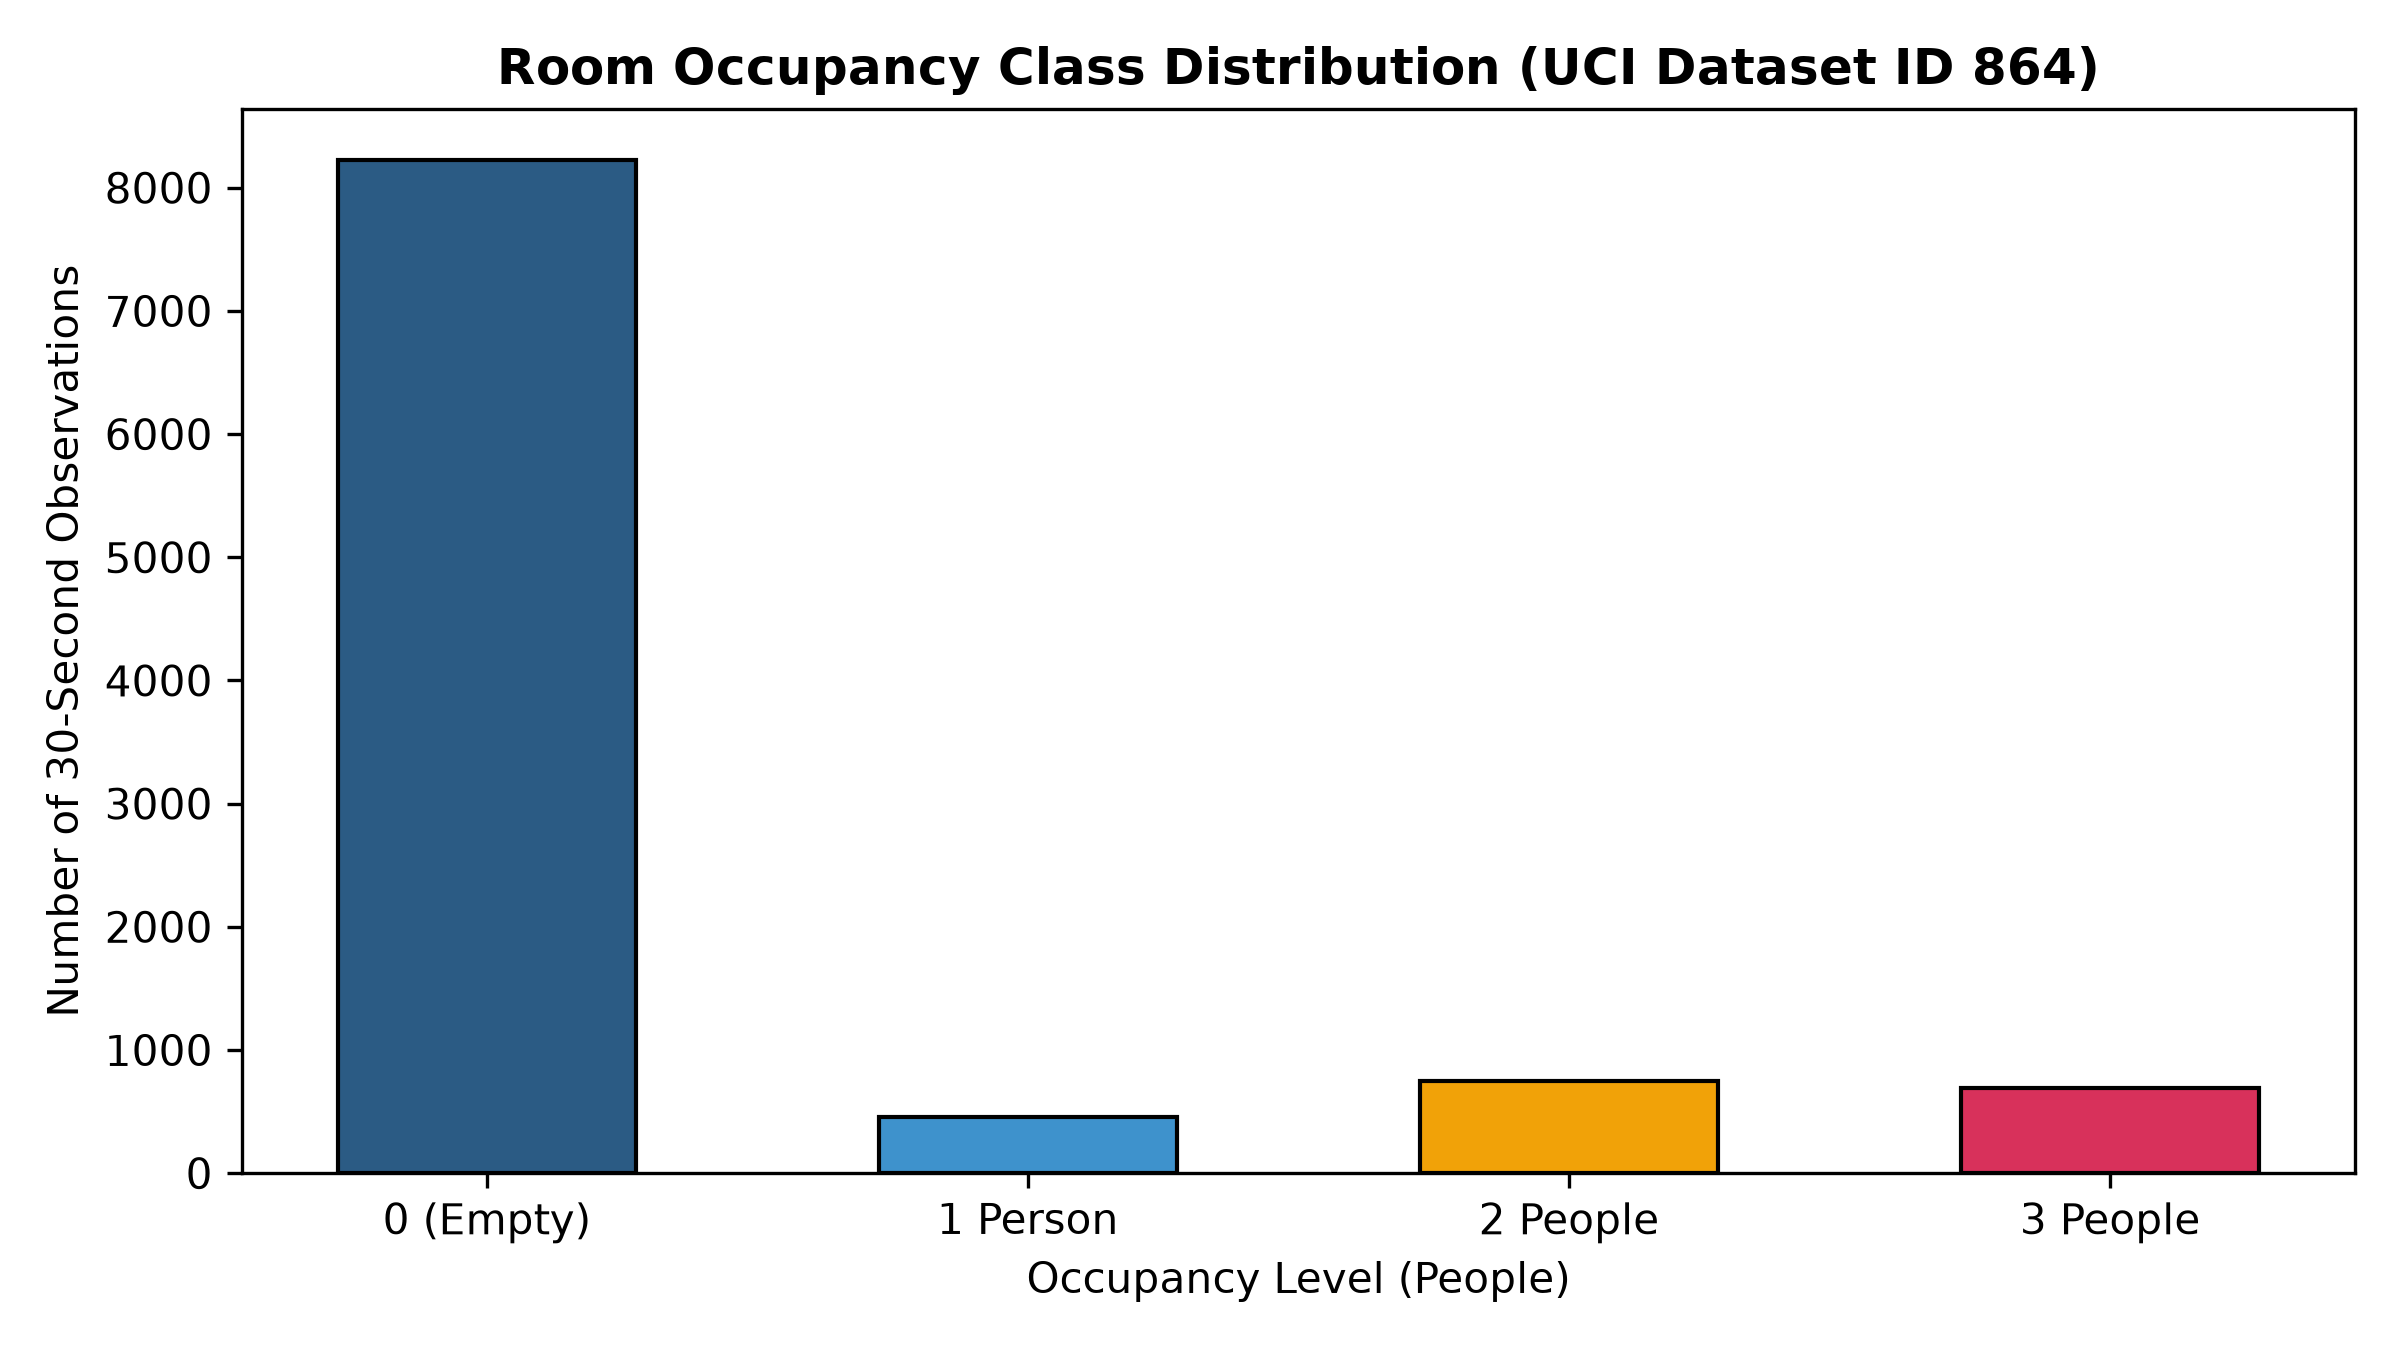 Room Occupancy Class Distribution (UCI Dataset ID 864)
Number of 30-Second Observations
8000
7000
6000
5000
4000
3000
2000
1000
0
0 (Empty)
1 Person
2 People
3 People
Occupancy Level (People)